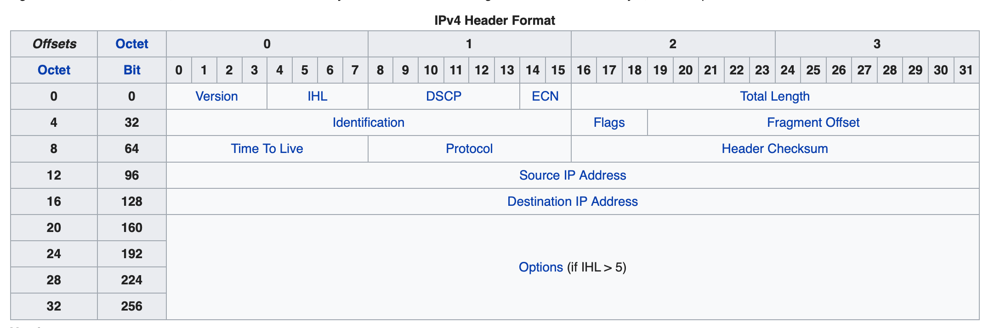 IPv4 Header Format
Offsets Octet 0 1 2 3
Octet Bit 0 1 2 3 4 5 6 7 8 9 10 11 12 13 14 15 16 17 18 19 20 21 22 23 24 25 26 27 28 29 30 31
0 0 Version IHL DSCP ECN Total Length
4 32 Identification Flags Fragment Offset
8 64 Time To Live Protocol Header Checksum
12 96 Source IP Address
16 128 Destination IP Address
20 160
24 192
Options (if IHL > 5)
28 224
32 256